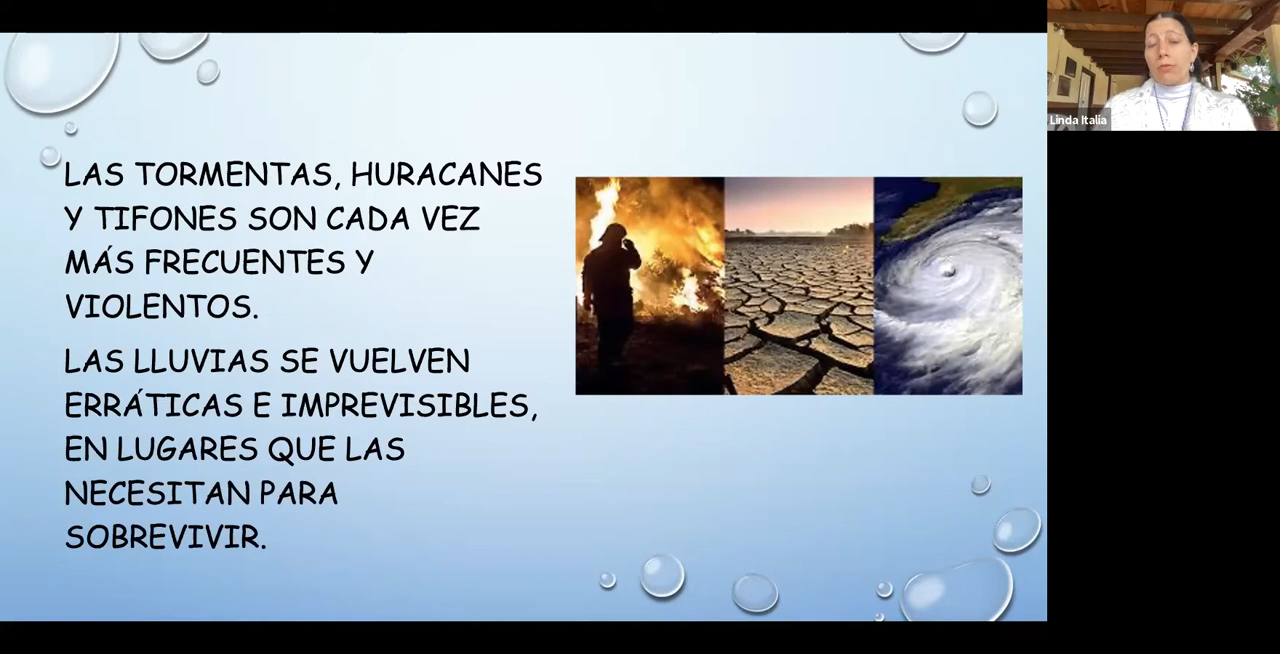 LAS TORMENTAS, HURACANES
Y TIFONES SON CADA VEZ
MÁS FRECUENTES Y
VIOLENTOS.
LAS LLUVIAS SE VUELVEN
ERRÁTICAS E IMPREVISIBLES,
EN LUGARES QUE LAS
NECESITAN PARA
SOBREVIVIR.
Linda Italia